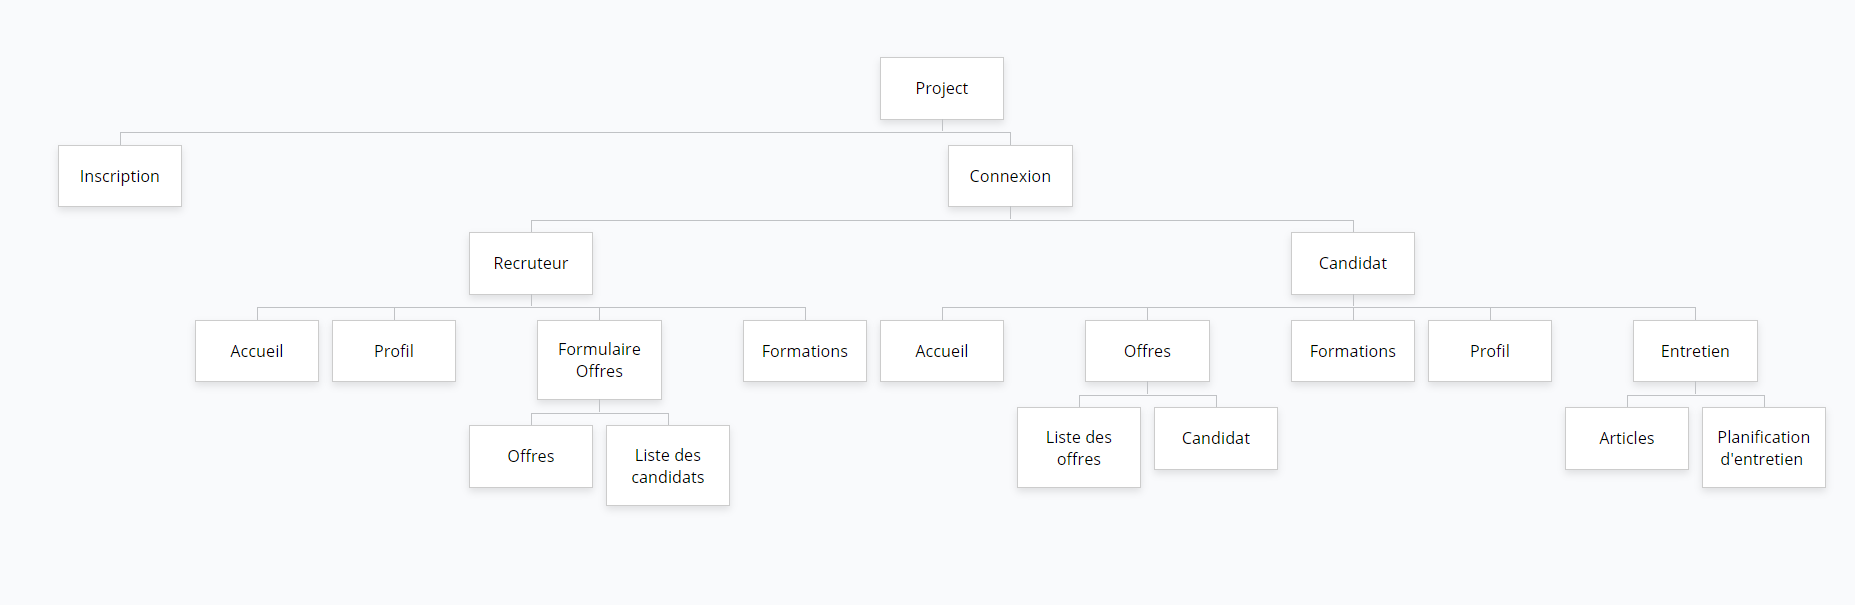 Project
Inscription
Connexion
Recruteur
Candidat
Accueil
Profil
Formulaire
Offres
Formations
Accueil
Offres
Formations
Profil
Entretien
Offres
Liste des
candidats
Liste des
offres
Candidat
Articles
Planification
d'entretien